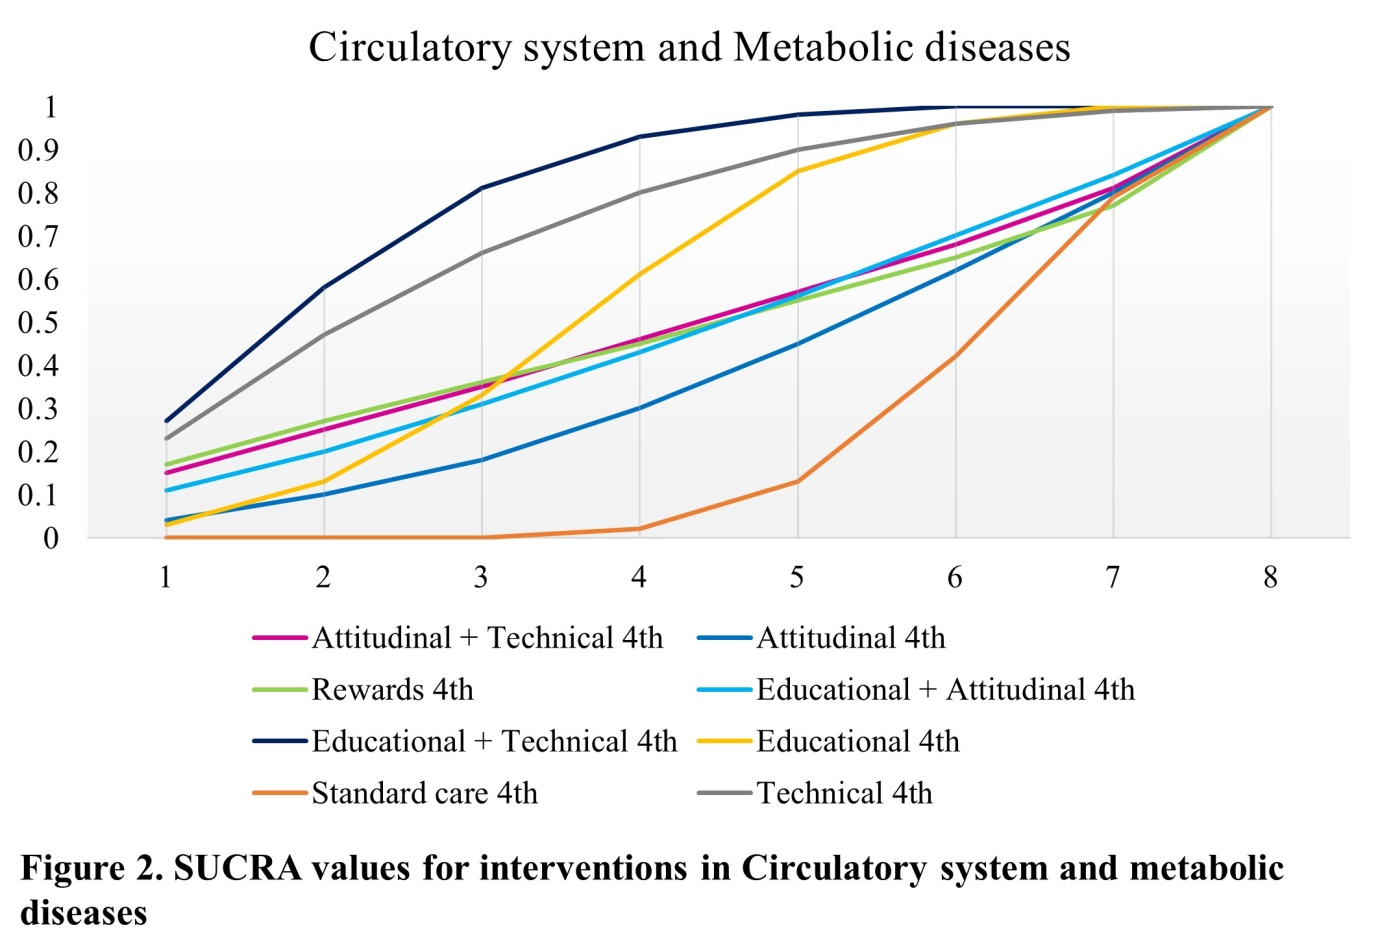 Circulatory system and Metabolic diseases
1
0.9
0.8
0.7
0.6
0.5
0.4
0.3
0.2
0.1
0
1 2 3 4 5 6 7 8
Attitudinal + Technical 4th Attitudinal 4th
Rewards 4th Educational + Attitudinal 4th
Educational + Technical 4th Educational 4th
Standard care 4th Technical 4th
Figure 2. SUCRA values for interventions in Circulatory system and metabolic
diseases